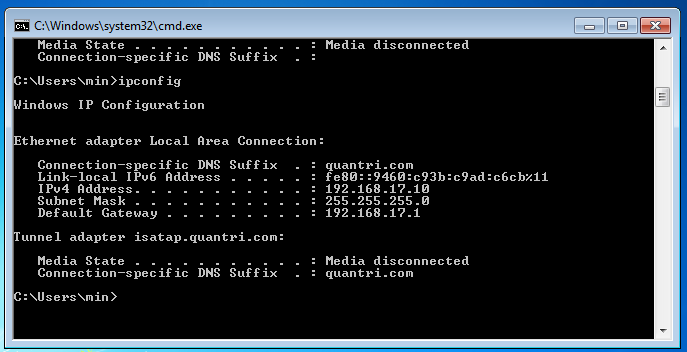 C:\Windows\system32\cmd.exe
Media State . . . . . . . . . . . : Media disconnected
Connection-specific DNS Suffix  . :
C:\Users\min>ipconfig
Windows IP Configuration
Ethernet adapter Local Area Connection:
Connection-specific DNS Suffix  . : quantri.com
Link-local IPv6 Address . . . . . : fe80::9460:c93b:c9ad:c6cb%11
IPv4 Address. . . . . . . . . . . : 192.168.17.10
Subnet Mask . . . . . . . . . . . : 255.255.255.0
Default Gateway . . . . . . . . . : 192.168.17.1
Tunnel adapter isatap.quantri.com:
Media State . . . . . . . . . . . : Media disconnected
Connection-specific DNS Suffix  . : quantri.com
C:\Users\min>